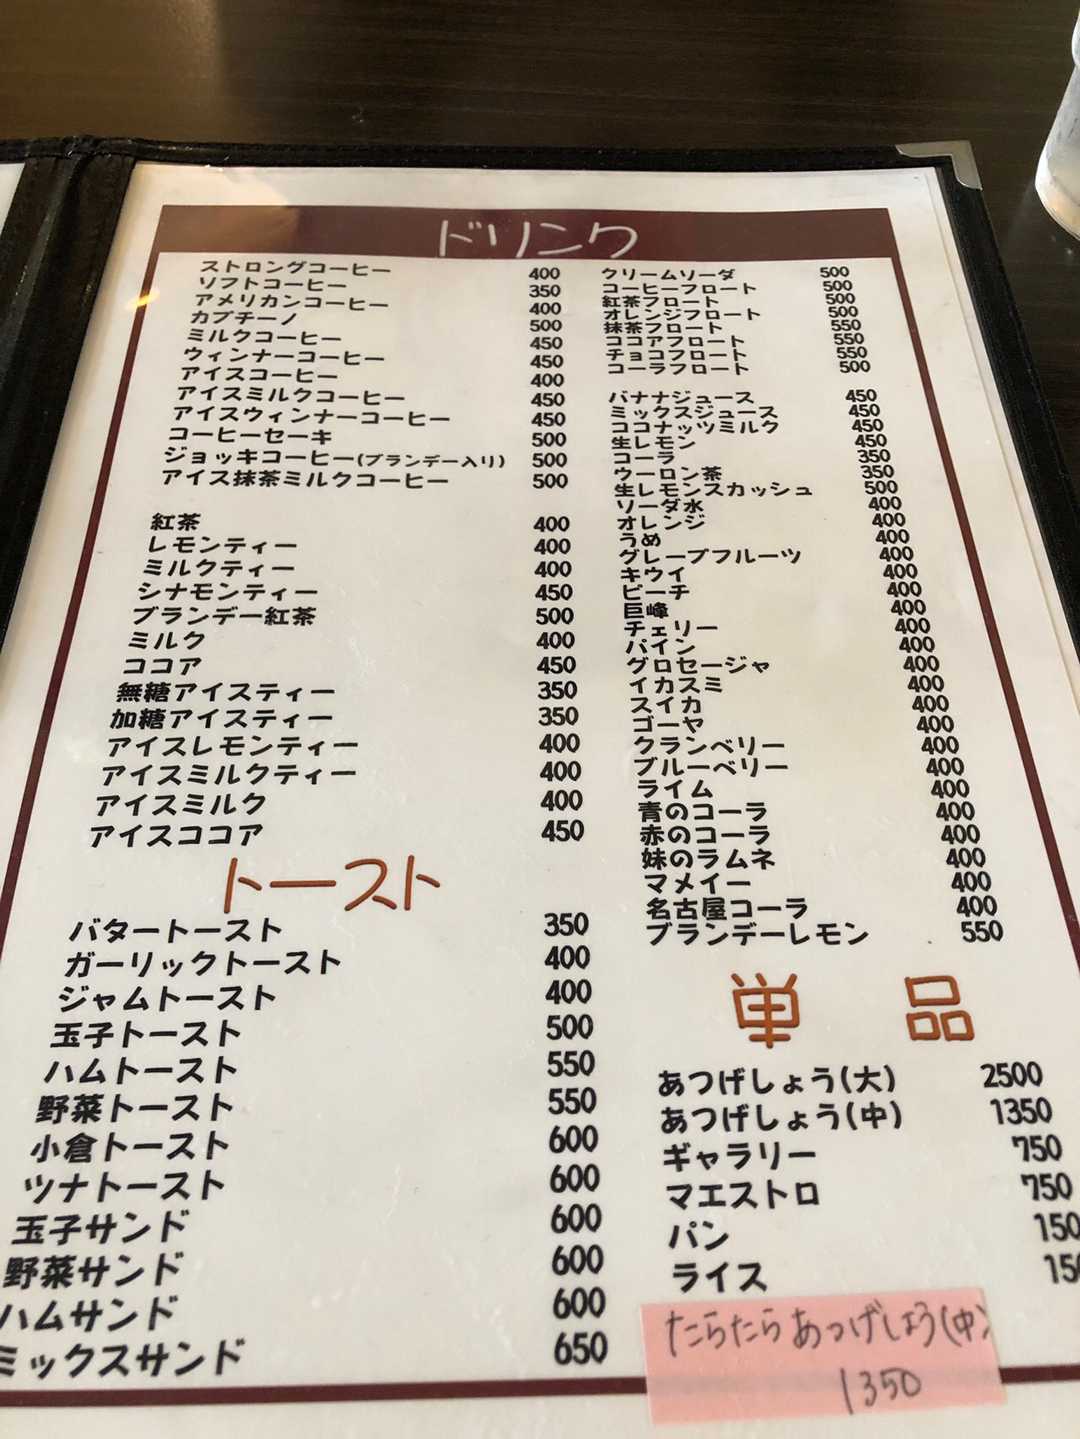 ドリンク
ストロングコーヒー 400
ソフトコーヒー 350
アメリカンコーヒー 400
カプチーノ 500
ミルクコーヒー 450
ウィンナーコーヒー 450
アイスコーヒー 400
アイスミルクコーヒー 450
アイスウィンナーコーヒー 450
コーヒーセーキ 500
ジョッキコーヒー(ブランデー入り) 500
アイス抹茶ミルクコーヒー 500
紅茶 400
レモンティー 400
ミルクティー 400
シナモンティー 450
ブランデー紅茶 500
ミルク 400
ココア 450
無糖アイスティー 350
加糖アイスティー 350
アイスレモンティー 400
アイスミルクティー 400
アイスミルク 400
アイスココア 450
トースト
バタートースト 350
ガーリックトースト 400
ジャムトースト 400
玉子トースト 500
ハムトースト 550
野菜トースト 550
小倉トースト 600
ツナトースト 600
玉子サンド 600
野菜サンド 600
ハムサンド 600
ミックスサンド 650
クリームソーダ 500
コーヒーフロート 500
紅茶フロート 500
オレンジフロート 500
抹茶フロート 550
ココアフロート 550
チョコフロート 550
コーラフロート 500
バナナジュース 450
ミックスジュース 450
ココナッツミルク 450
生レモン 450
コーラ 350
ウーロン茶 350
生レモンスカッシュ 500
ソーダ水 400
オレンジ 400
うめ 400
グレープフルーツ 400
キウイ 400
ピーチ 400
巨峰 400
チェリー 400
パイン 400
グロセージャ 400
イカスミ 400
スイカ 400
ゴーヤ 400
クランベリー 400
ブルーベリー 400
ライム 400
青のコーラ 400
赤のコーラ 400
妹のラムネ 400
マメイー 400
名古屋コーラ 400
ブランデーレモン 550
単品
あつげしょう(大) 2500
あつげしょう(中) 1350
ギャラリー 750
マエストロ 750
パン 150
ライス 150
たらたらあつげしょう(中)
1350